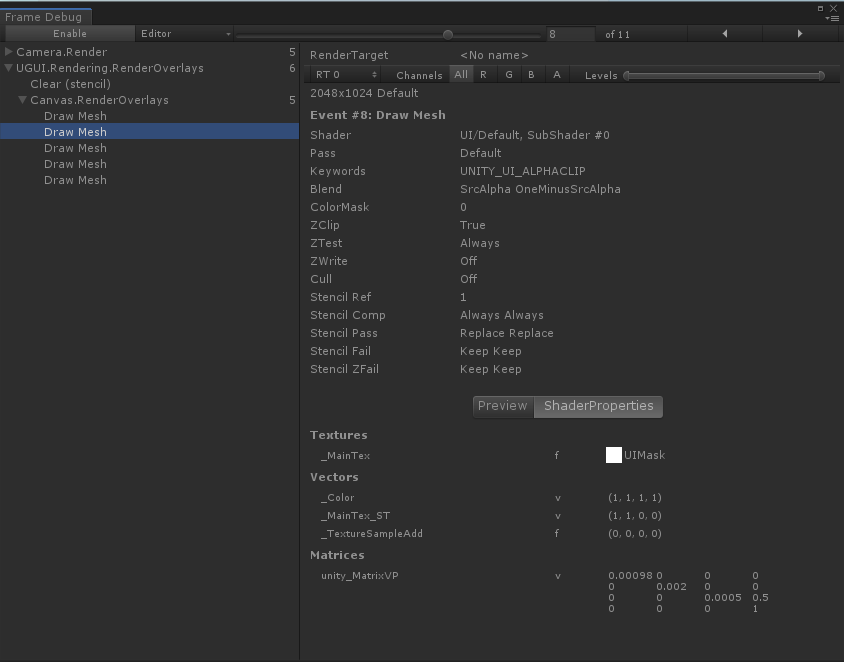 Frame Debug
Enable Editor 8 of 11
Camera.Render 5
UGUI.Rendering.RenderOverlays 6
Clear (stencil)
Canvas.RenderOverlays 5
Draw Mesh
Draw Mesh
Draw Mesh
Draw Mesh
Draw Mesh
RenderTarget <No name>
RT 0 Channels All R G B A Levels
2048x1024 Default
Event #8: Draw Mesh
Shader UI/Default, SubShader #0
Pass Default
Keywords UNITY_UI_ALPHACLIP
Blend SrcAlpha OneMinusSrcAlpha
ColorMask 0
ZClip True
ZTest Always
ZWrite Off
Cull Off
Stencil Ref 1
Stencil Comp Always Always
Stencil Pass Replace Replace
Stencil Fail Keep Keep
Stencil ZFail Keep Keep
Preview ShaderProperties
Textures
_MainTex f UIMask
Vectors
_Color v (1, 1, 1, 1)
_MainTex_ST v (1, 1, 0, 0)
_TextureSampleAdd f (0, 0, 0, 0)
Matrices
unity_MatrixVP v 0.00098 0 0 0
0 0.002 0 0
0 0 0.0005 0.5
0 0 0 1